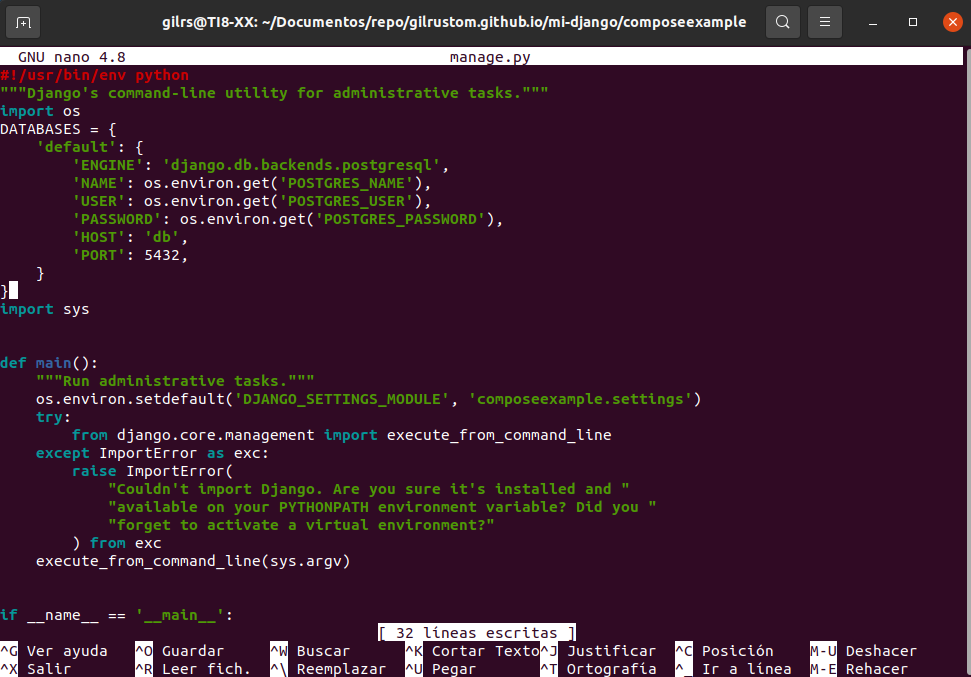 gilrs@TI8-XX: ~/Documentos/repo/gilrustom.github.io/mi-django/composeexample
GNU nano 4.8 manage.py
#!/usr/bin/env python
"""Django's command-line utility for administrative tasks."""
import os
DATABASES = {
    'default': {
        'ENGINE': 'django.db.backends.postgresql',
        'NAME': os.environ.get('POSTGRES_NAME'),
        'USER': os.environ.get('POSTGRES_USER'),
        'PASSWORD': os.environ.get('POSTGRES_PASSWORD'),
        'HOST': 'db',
        'PORT': 5432,
    }
}
import sys
def main():
    """Run administrative tasks."""
    os.environ.setdefault('DJANGO_SETTINGS_MODULE', 'composeexample.settings')
    try:
        from django.core.management import execute_from_command_line
    except ImportError as exc:
        raise ImportError(
            "Couldn't import Django. Are you sure it's installed and "
            "available on your PYTHONPATH environment variable? Did you "
            "forget to activate a virtual environment?"
        ) from exc
    execute_from_command_line(sys.argv)
if __name__ == '__main__':
[ 32 líneas escritas ]
^G Ver ayuda ^O Guardar ^W Buscar ^K Cortar Texto ^J Justificar ^C Posición M-U Deshacer
^X Salir ^R Leer fich. ^\ Reemplazar ^U Pegar ^T Ortografía ^_ Ir a línea M-E Rehacer